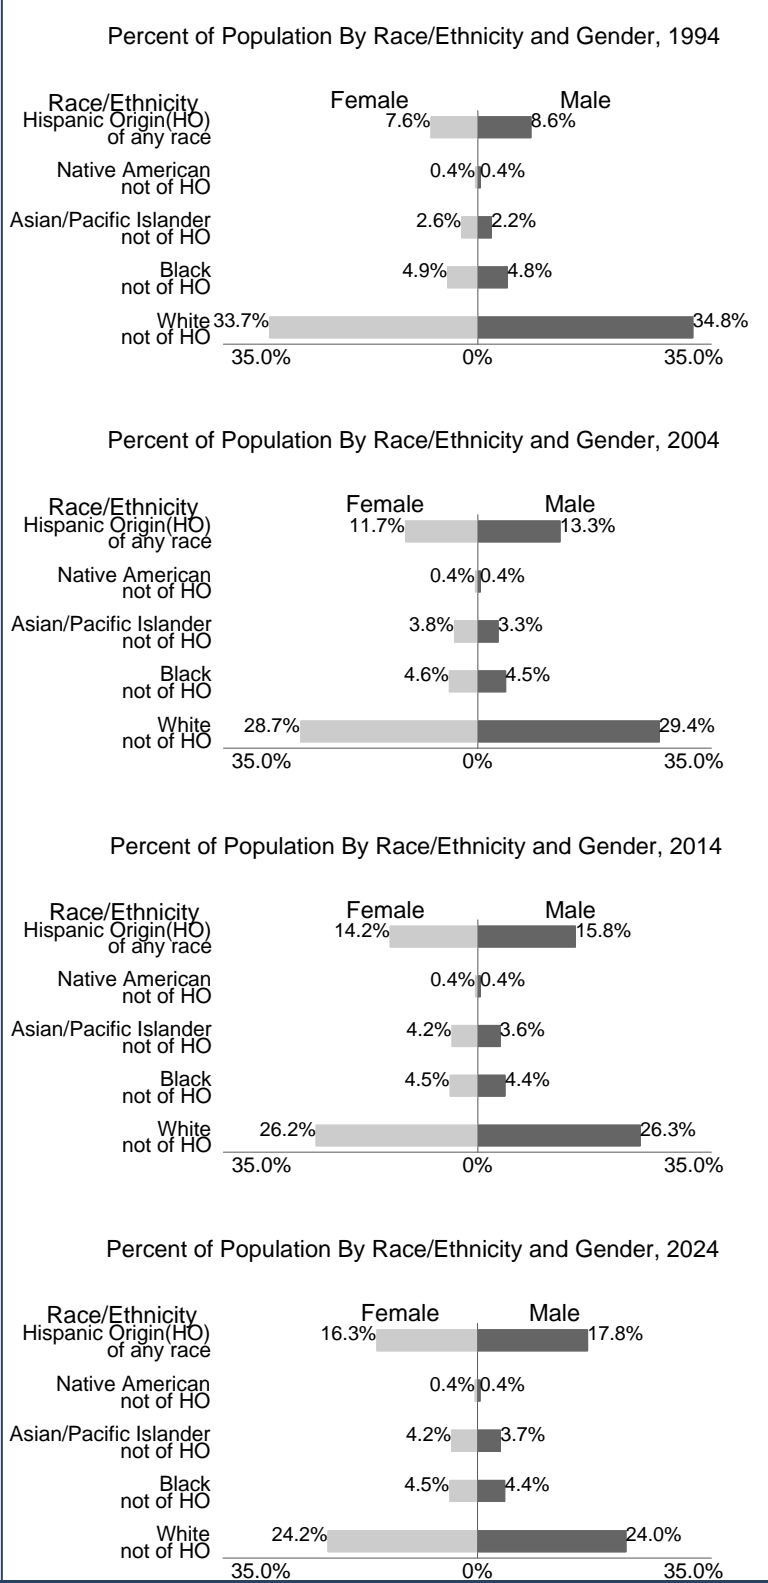 Percent of Population By Race/Ethnicity and Gender, 1994
Race/Ethnicity Female Male
Hispanic Origin(HO) 7.6% 8.6%
of any race
Native American 0.4% 0.4%
not of HO
Asian/Pacific Islander 2.6% 2.2%
not of HO
Black 4.9% 4.8%
not of HO
White 33.7% 34.8%
not of HO
35.0% 0% 35.0%
Percent of Population By Race/Ethnicity and Gender, 2004
Race/Ethnicity Female Male
Hispanic Origin(HO) 11.7% 13.3%
of any race
Native American 0.4% 0.4%
not of HO
Asian/Pacific Islander 3.8% 3.3%
not of HO
Black 4.6% 4.5%
not of HO
White 28.7% 29.4%
not of HO
35.0% 0% 35.0%
Percent of Population By Race/Ethnicity and Gender, 2014
Race/Ethnicity Female Male
Hispanic Origin(HO) 14.2% 15.8%
of any race
Native American 0.4% 0.4%
not of HO
Asian/Pacific Islander 4.2% 3.6%
not of HO
Black 4.5% 4.4%
not of HO
White 26.2% 26.3%
not of HO
35.0% 0% 35.0%
Percent of Population By Race/Ethnicity and Gender, 2024
Race/Ethnicity Female Male
Hispanic Origin(HO) 16.3% 17.8%
of any race
Native American 0.4% 0.4%
not of HO
Asian/Pacific Islander 4.2% 3.7%
not of HO
Black 4.5% 4.4%
not of HO
White 24.2% 24.0%
not of HO
35.0% 0% 35.0%